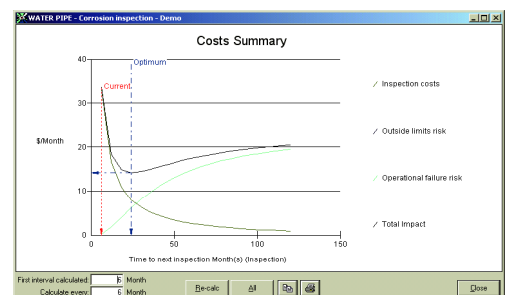 WATER PIPE - Corrosion inspection - Demo
Costs Summary
40
Optimum
Current
Inspection costs
30
Outside limits risk
$/Month
20
Operational failure risk
10
Total Impact
0
0 50 100 150
Time to next inspection Month(s) (Inspection)
First interval calculated: 6 Month
Calculate every: 6 Month
Re-calc All Close